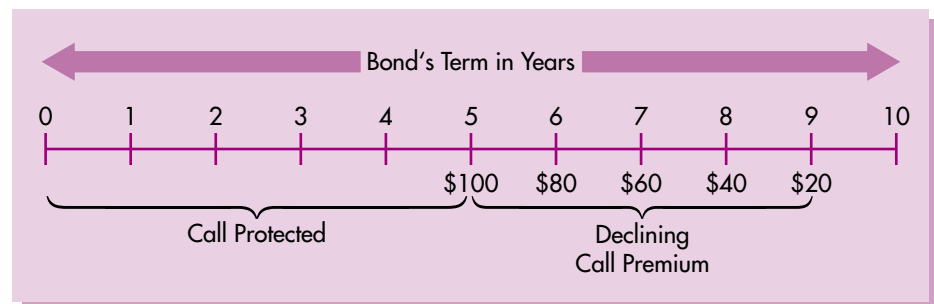 Bond's Term in Years
0 1 2 3 4 5 6 7 8 9 10
$100 $80 $60 $40 $20
Call Protected
Declining
Call Premium